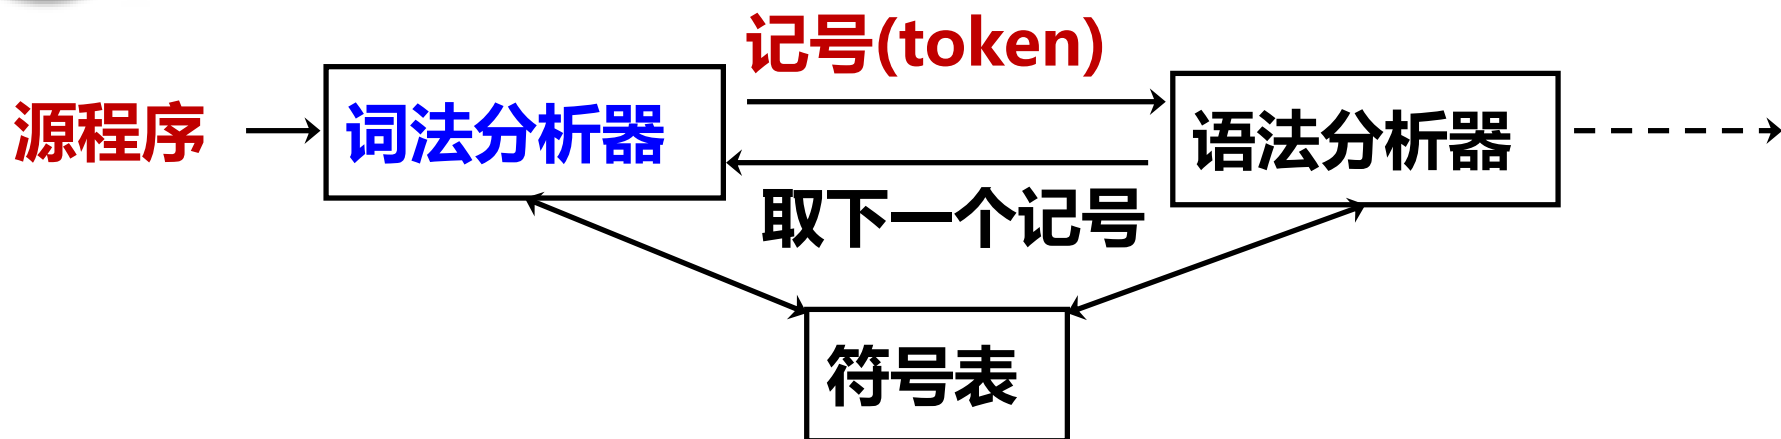 记号(token)
源程序
词法分析器
语法分析器
取下一个记号
符号表